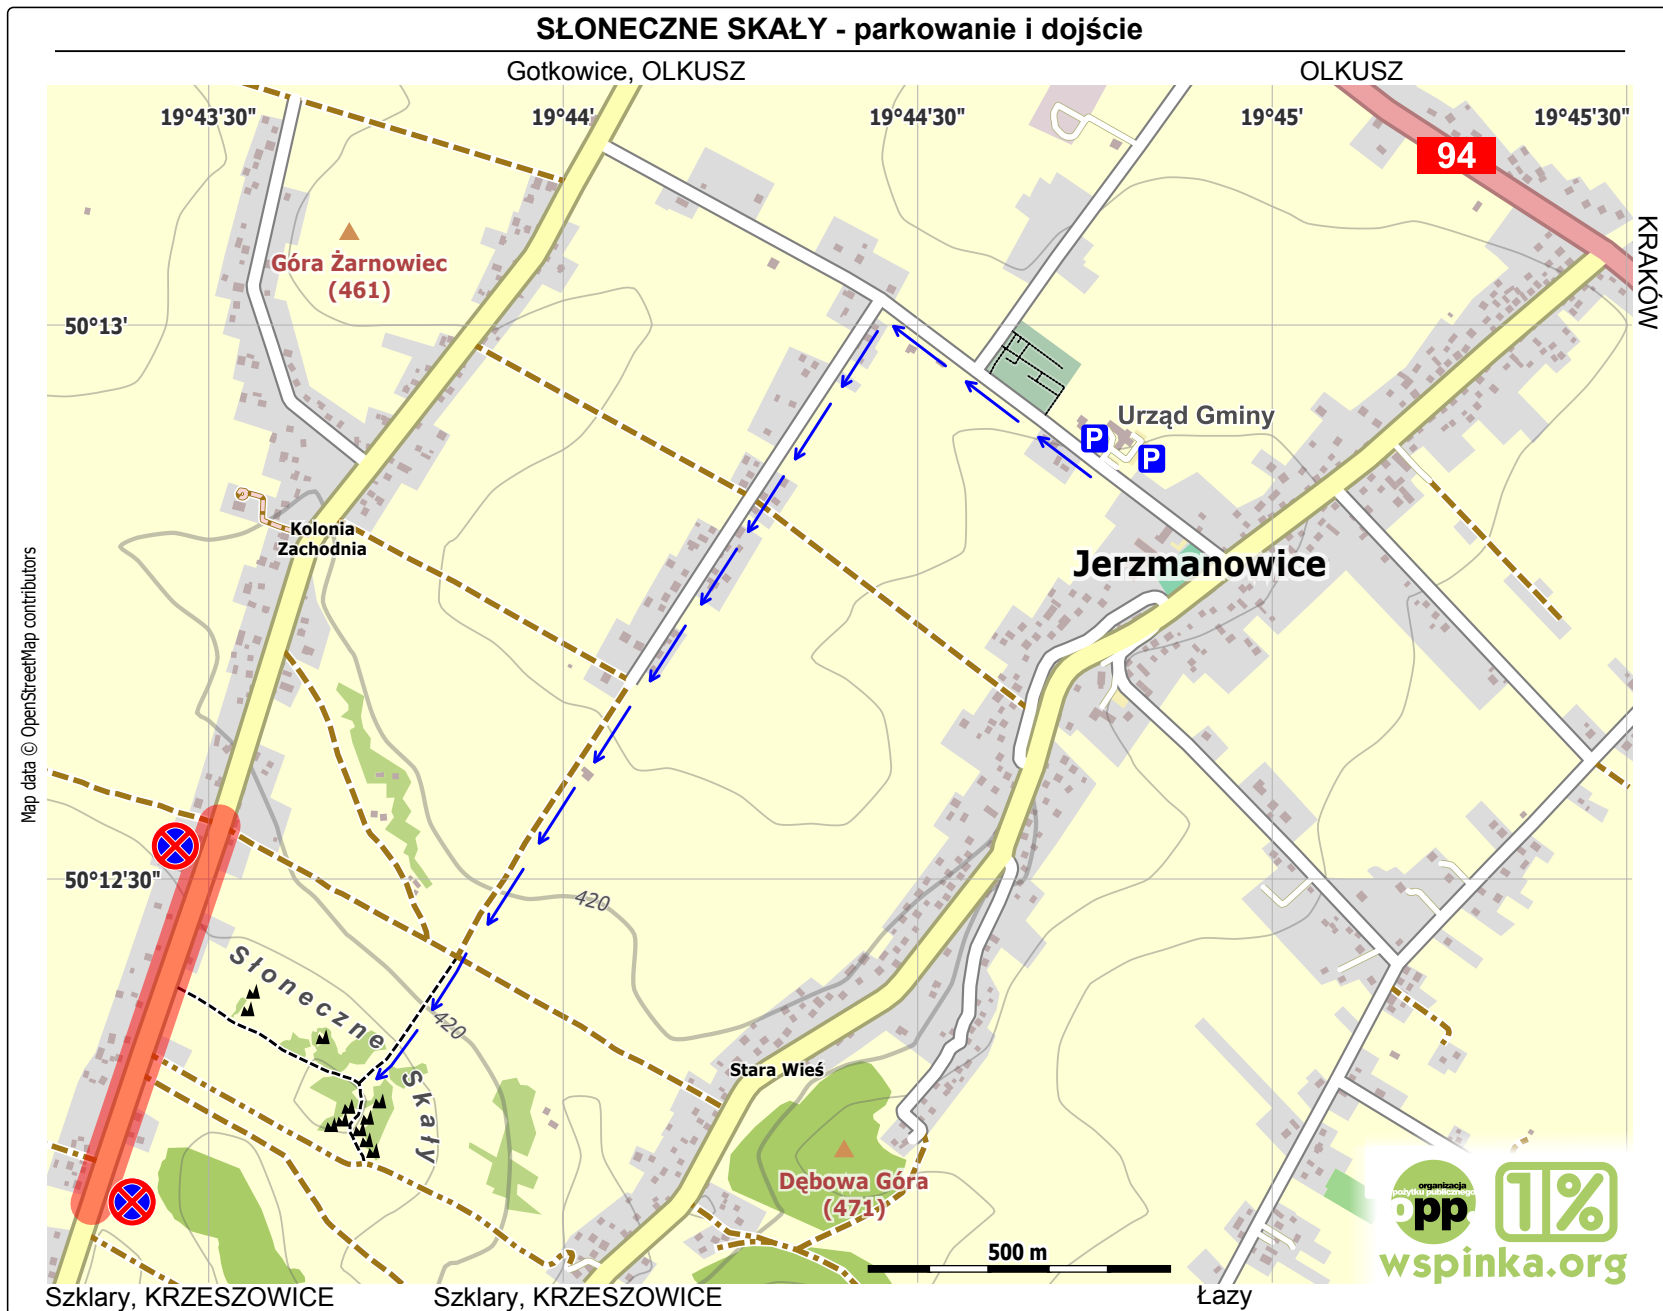 SŁONECZNE SKAŁY - parkowanie i dojście
Gotkowice, OLKUSZ
OLKUSZ
19°43'30"
19°44'
19°44'30"
19°45'
19°45'30"
94
KRAKÓW
Góra Żarnowiec
(461)
50°13'
Urząd Gminy
P
P
Kolonia
Zachodnia
Jerzmanowice
Map data © OpenStreetMap contributors
50°12'30"
420
Słoneczne
Skały
420
Stara Wieś
Dębowa Góra
(471)
organizacja
pożytku publicznego
opp
1%
wspinka.org
500 m
Szklary, KRZESZOWICE
Szklary, KRZESZOWICE
Łazy